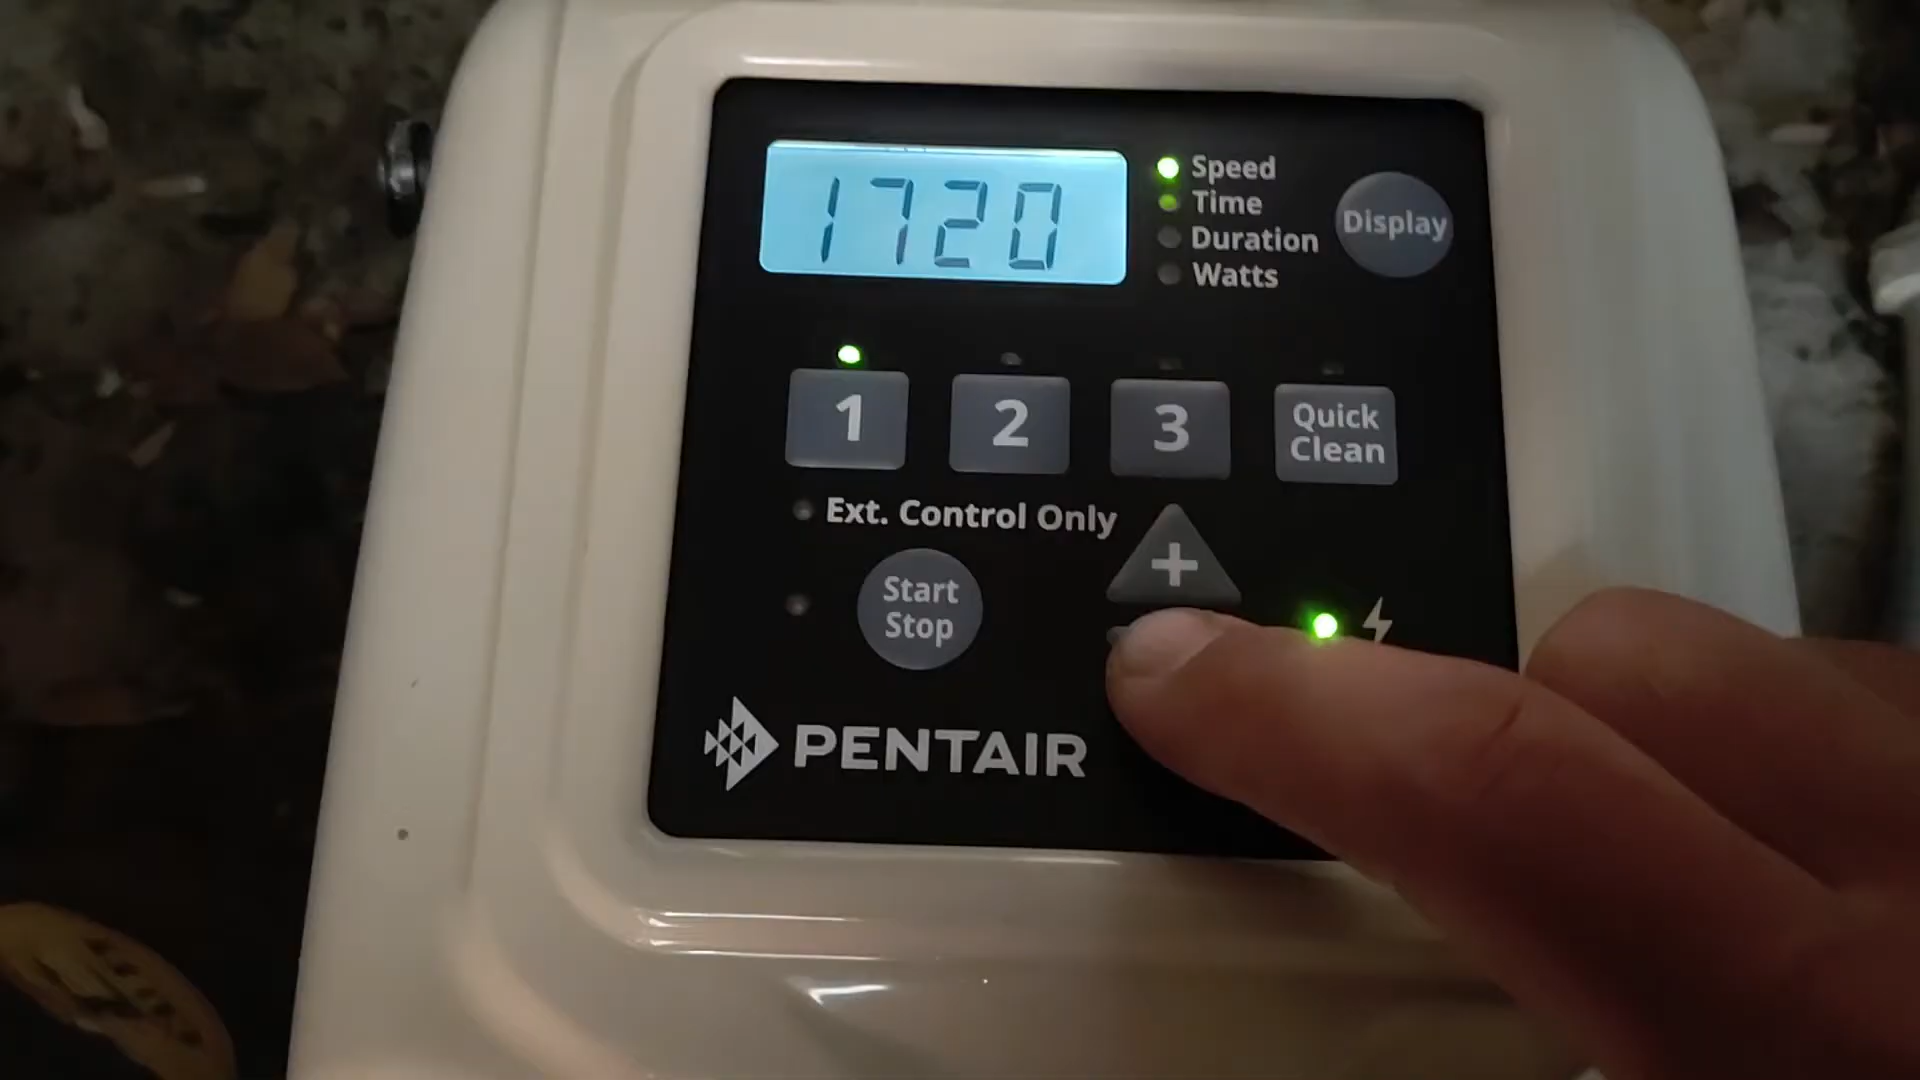 1720
Speed
Time
Duration
Watts
Display
1
2
3
Quick
Clean
Ext. Control Only
+
Start
Stop
PENTAIR